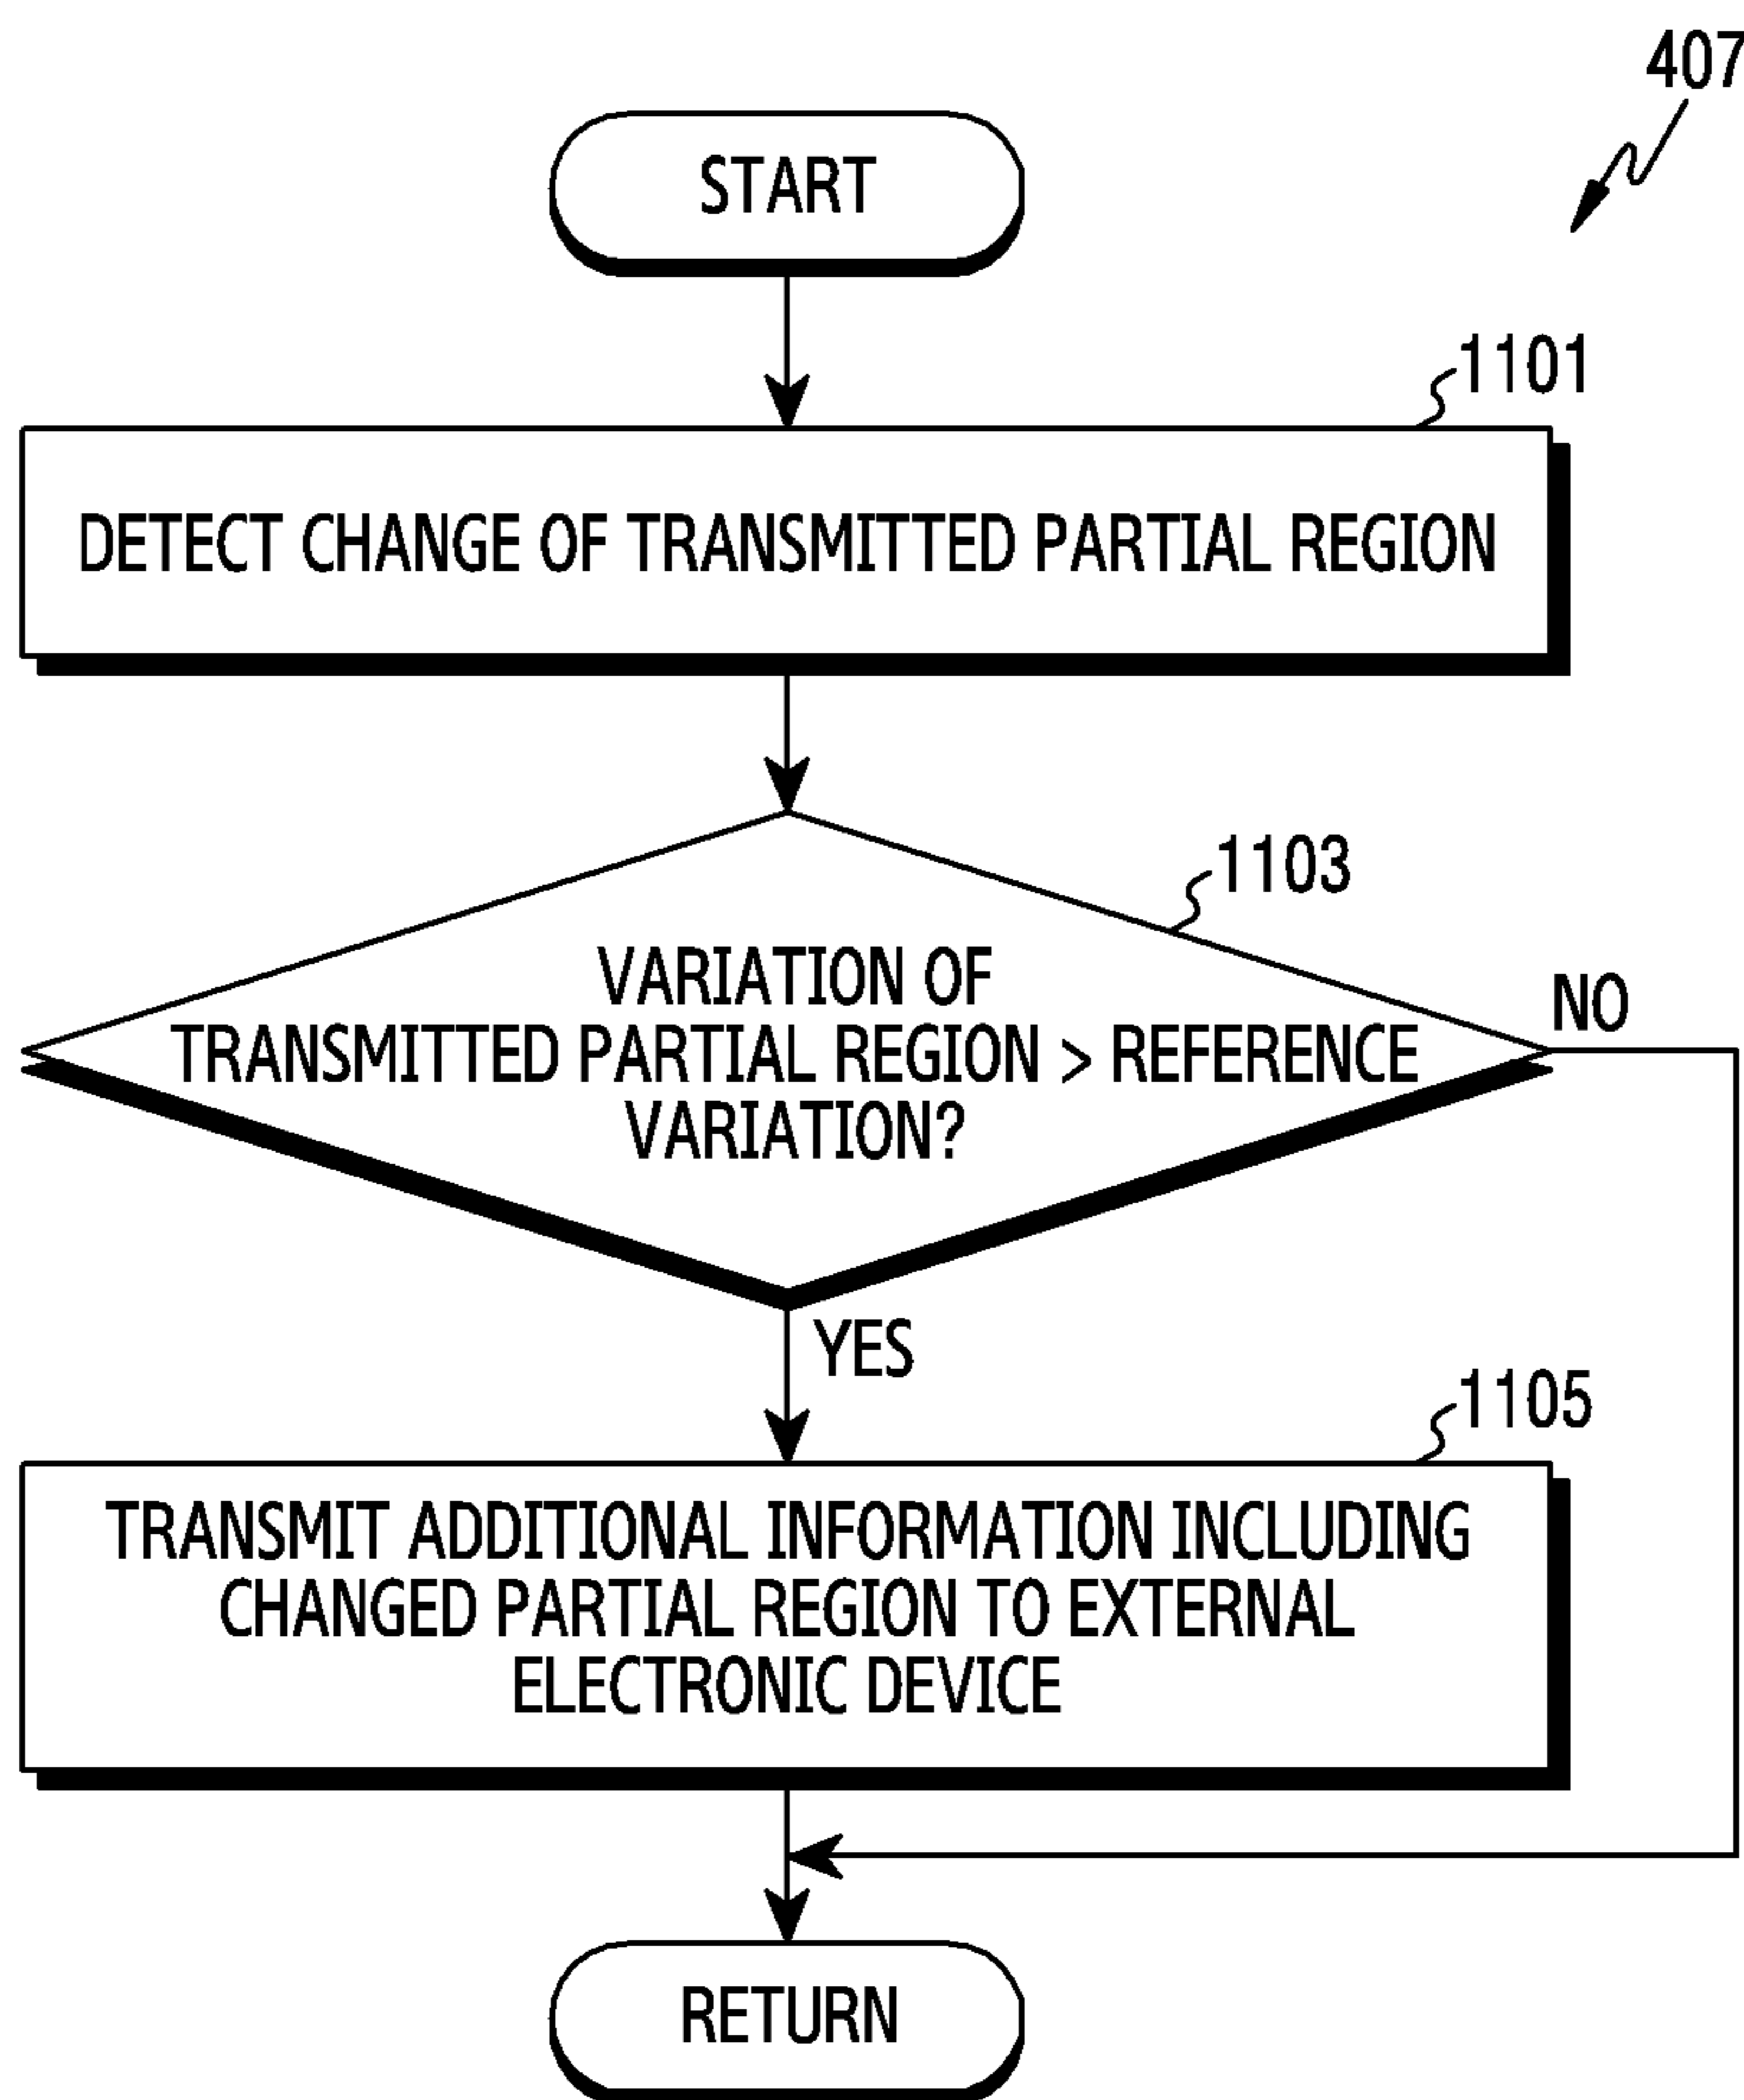 407
START
1101
DETECT CHANGE OF TRANSMITTED PARTIAL REGION
1103
VARIATION OF
TRANSMITTED PARTIAL REGION > REFERENCE
VARIATION?
NO
YES
1105
TRANSMIT ADDITIONAL INFORMATION INCLUDING
CHANGED PARTIAL REGION TO EXTERNAL
ELECTRONIC DEVICE
RETURN